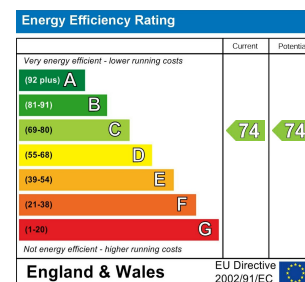 Energy Efficiency Rating
Current Potentia
Very energy efficient - lower running costs
(92 plus) A
(81-91) B
(69-80) C 74 74
(55-68) D
(39-54) E
(21-38) F
(1-20) G
Not energy efficient - higher running costs
England & Wales
EU Directive
2002/91/EC